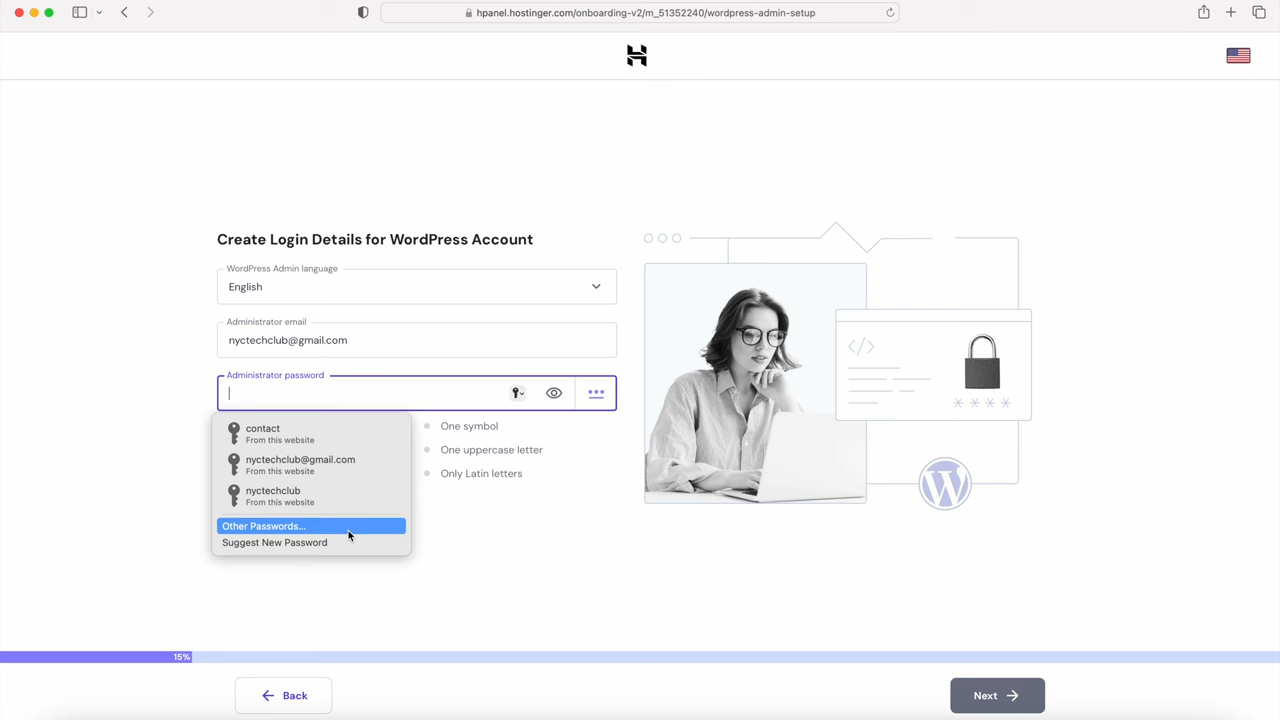 hpanel.hostinger.com/onboarding-v2/m_51352240/wordpress-admin-setup
Create Login Details for WordPress Account
WordPress Admin language
English
Administrator email
nyctechclub@gmail.com
Administrator password
contact
From this website
nyctechclub@gmail.com
From this website
nyctechclub
From this website
Other Passwords...
Suggest New Password
One symbol
One uppercase letter
Only Latin letters
</>
* * * *
15%
Back
Next